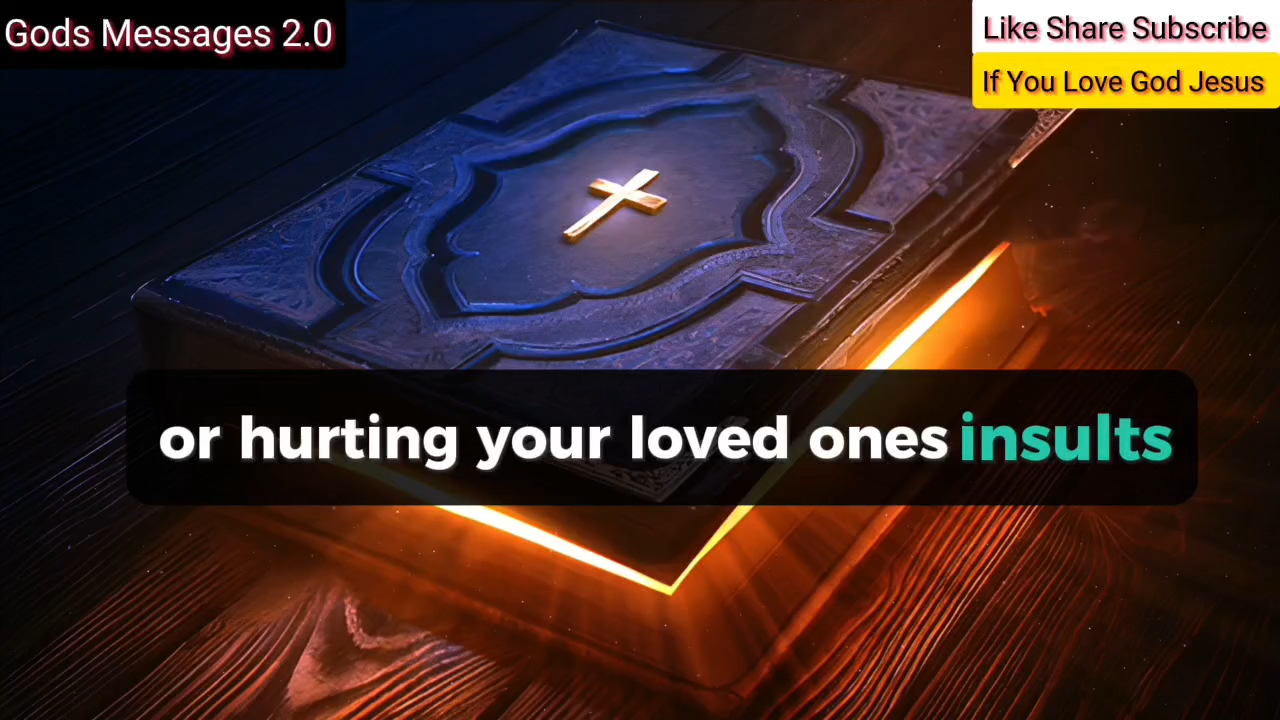 Gods Messages 2.0
Like Share Subscribe
If You Love God Jesus
or hurting your loved ones insults